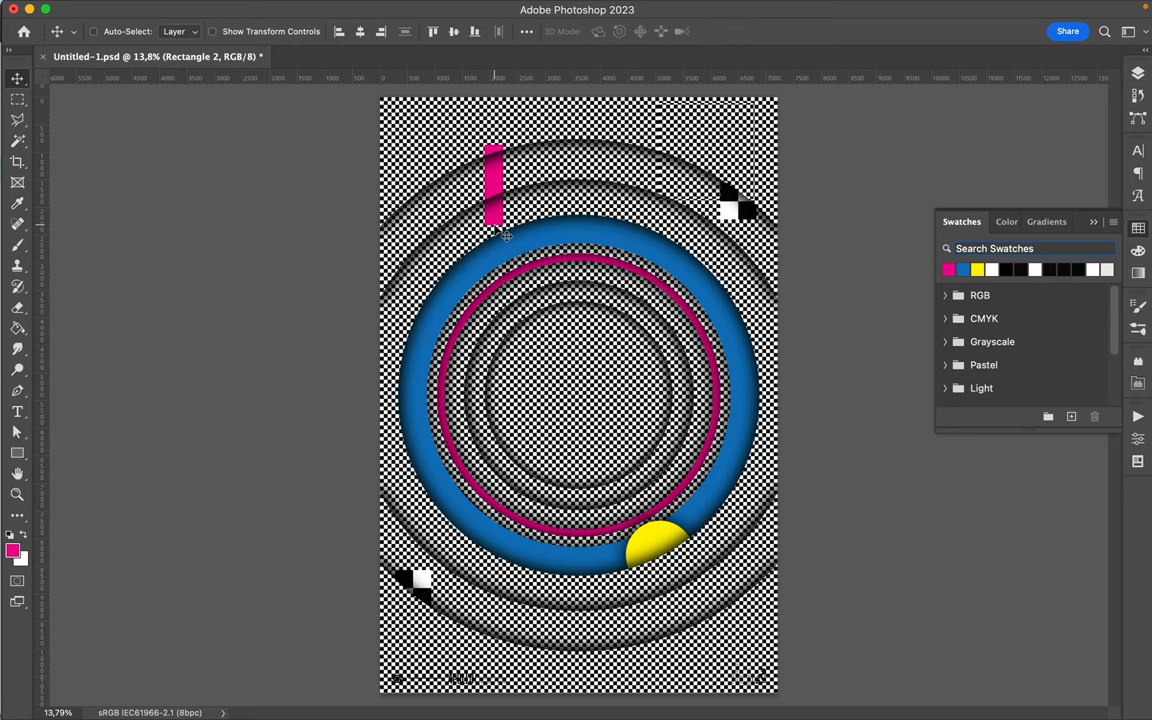 Adobe Photoshop 2023
Auto-Select: Layer Show Transform Controls 3D Mode: Share
Untitled-1.psd @ 13,8% (Rectangle 2, RGB/8) *
Swatches Color Gradients
Search Swatches
RGB
CMYK
Grayscale
Pastel
Light
13,79% sRGB IEC61966-2.1 (8bpc)